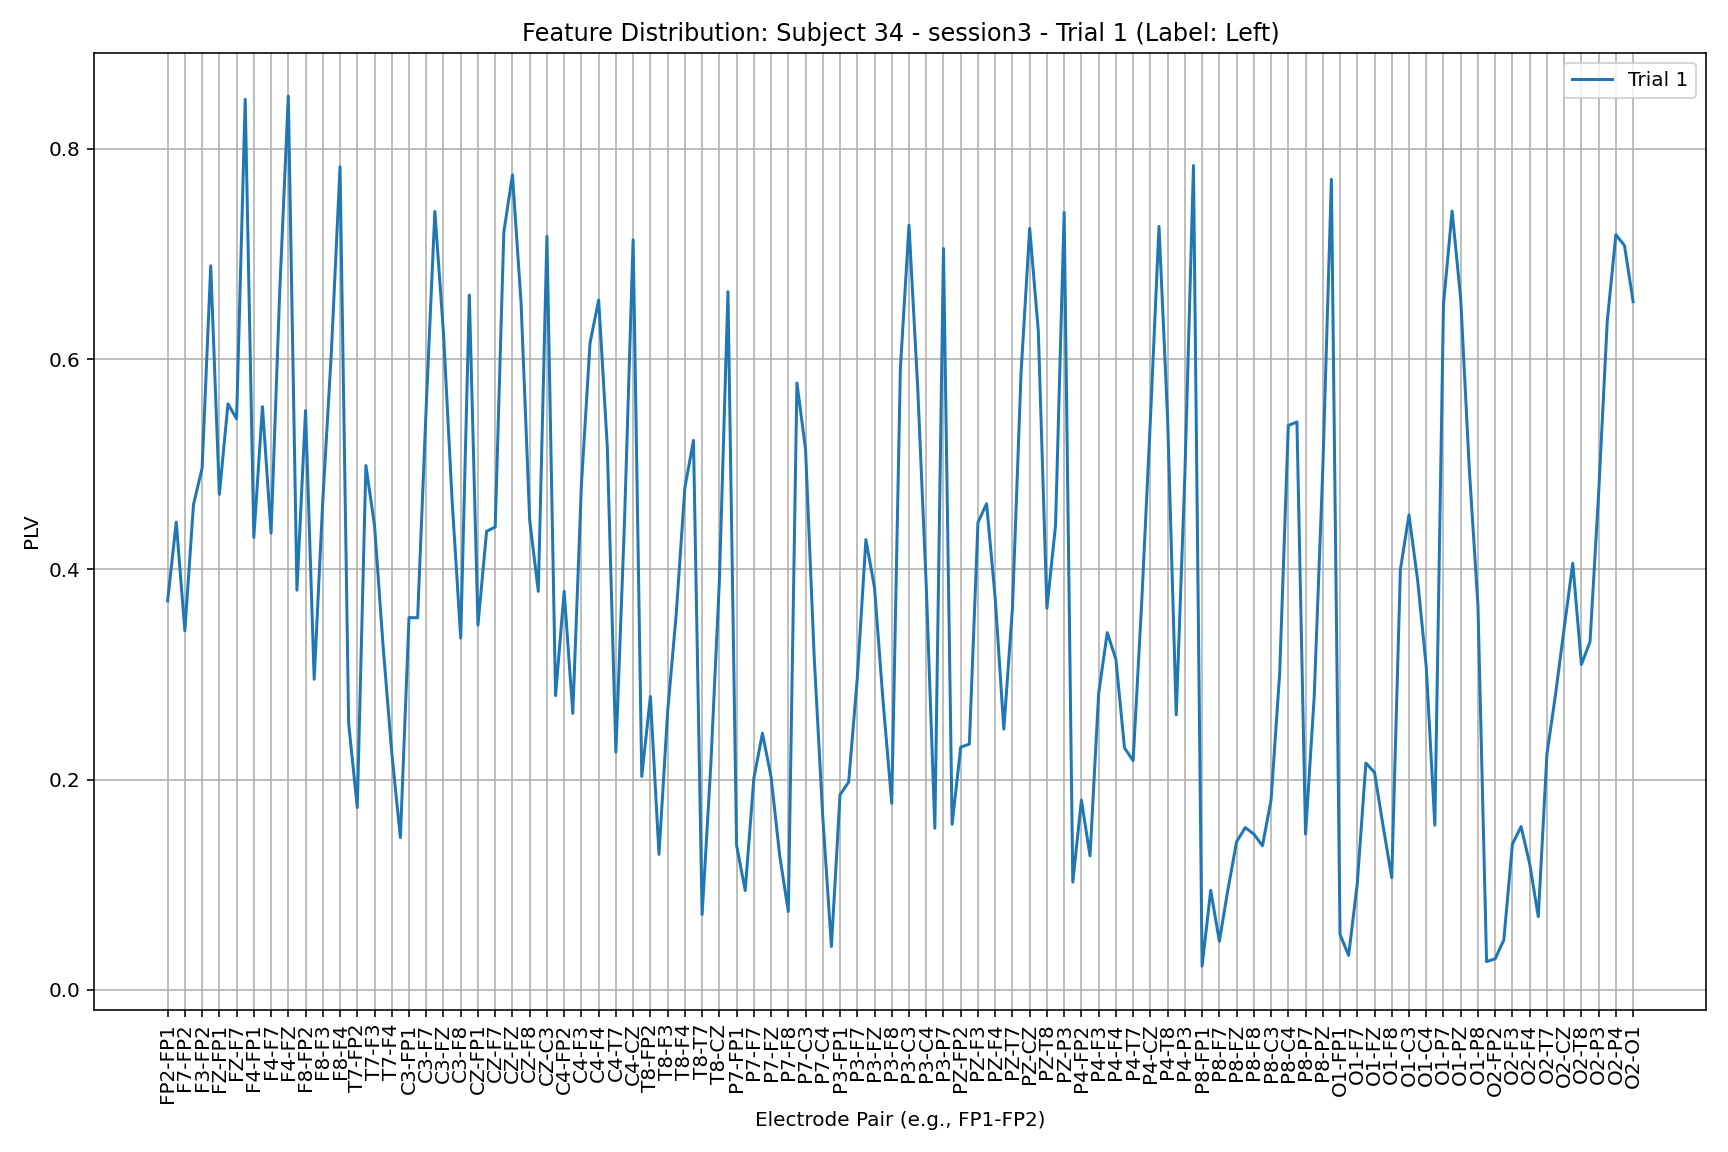 Feature Distribution: Subject 34 - session3 - Trial 1 (Label: Left)
Trial 1
PLV
0.8
0.6
0.4
0.2
0.0
FP2-FP1
F7-FP2
F3-FP2
FZ-FP1
FZ-F7
F4-FP1
F4-F7
F4-FZ
F8-FP2
F8-F3
F8-F4
T7-FP2
T7-F3
T7-F4
C3-FP1
C3-F7
C3-FZ
C3-F8
CZ-FP1
CZ-F7
CZ-FZ
CZ-F8
CZ-C3
C4-FP2
C4-F3
C4-F4
C4-T7
C4-CZ
T8-FP2
T8-F3
T8-F4
T8-T7
T8-CZ
P7-FP1
P7-F7
P7-FZ
P7-F8
P7-C3
P7-C4
P3-FP1
P3-F7
P3-FZ
P3-F8
P3-C3
P3-C4
P3-P7
PZ-FP2
PZ-F3
PZ-F4
PZ-T7
PZ-CZ
PZ-T8
PZ-P3
P4-FP2
P4-F3
P4-F4
P4-T7
P4-CZ
P4-T8
P4-P3
P8-FP1
P8-F7
P8-FZ
P8-F8
P8-C3
P8-C4
P8-P7
P8-PZ
O1-FP1
O1-F7
O1-FZ
O1-F8
O1-C3
O1-C4
O1-P7
O1-PZ
O1-P8
O2-FP2
O2-F3
O2-F4
O2-T7
O2-CZ
O2-T8
O2-P3
O2-P4
O2-O1
Electrode Pair (e.g., FP1-FP2)